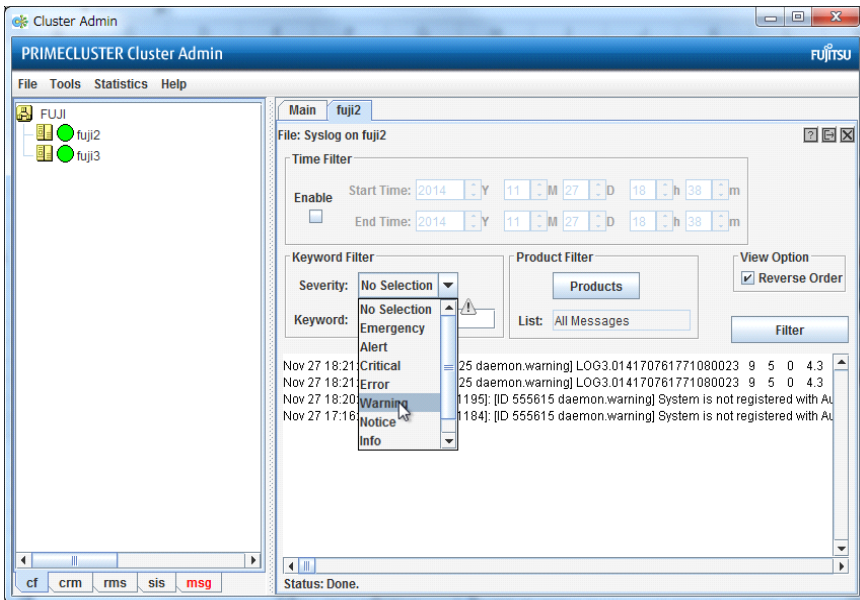 Cluster Admin
PRIMECLUSTER Cluster Admin
FUJITSU
File Tools Statistics Help
FUJI
fuji2
fuji3
Main fuji2
File: Syslog on fuji2
Time Filter
Enable
Start Time: 2014 Y 11 M 27 D 18 h 38 m
End Time: 2014 Y 11 M 27 D 18 h 38 m
Keyword Filter
Severity: No Selection
Keyword:
No Selection
Emergency
Alert
Critical
Error
Warning
Notice
Info
Product Filter
Products
List: All Messages
View Option
Reverse Order
Filter
Nov 27 18:21: 25 daemon.warning] LOG3.014170761771080023 9 5 0 4.3
Nov 27 18:21: 25 daemon.warning] LOG3.014170761771080023 9 5 0 4.3
Nov 27 18:20: 1195]: [ID 555615 daemon.warning] System is not registered with Au
Nov 27 17:16: 1184]: [ID 555615 daemon.warning] System is not registered with Au
Status: Done.
cf crm rms sis msg